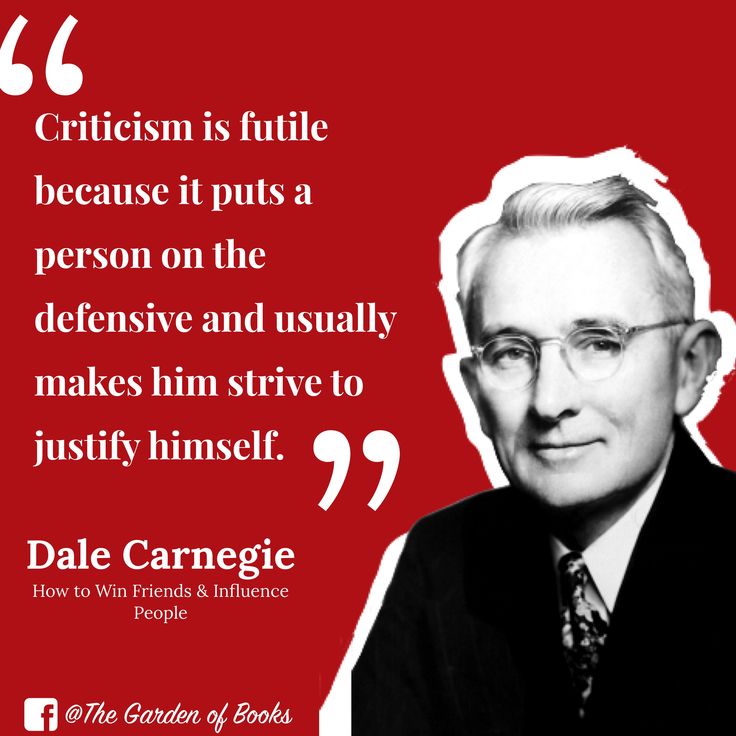 “
Criticism is futile
because it puts a
person on the
defensive and usually
makes him strive to
justify himself.
”
Dale Carnegie
How to Win Friends & Influence
People
f @The Garden of Books